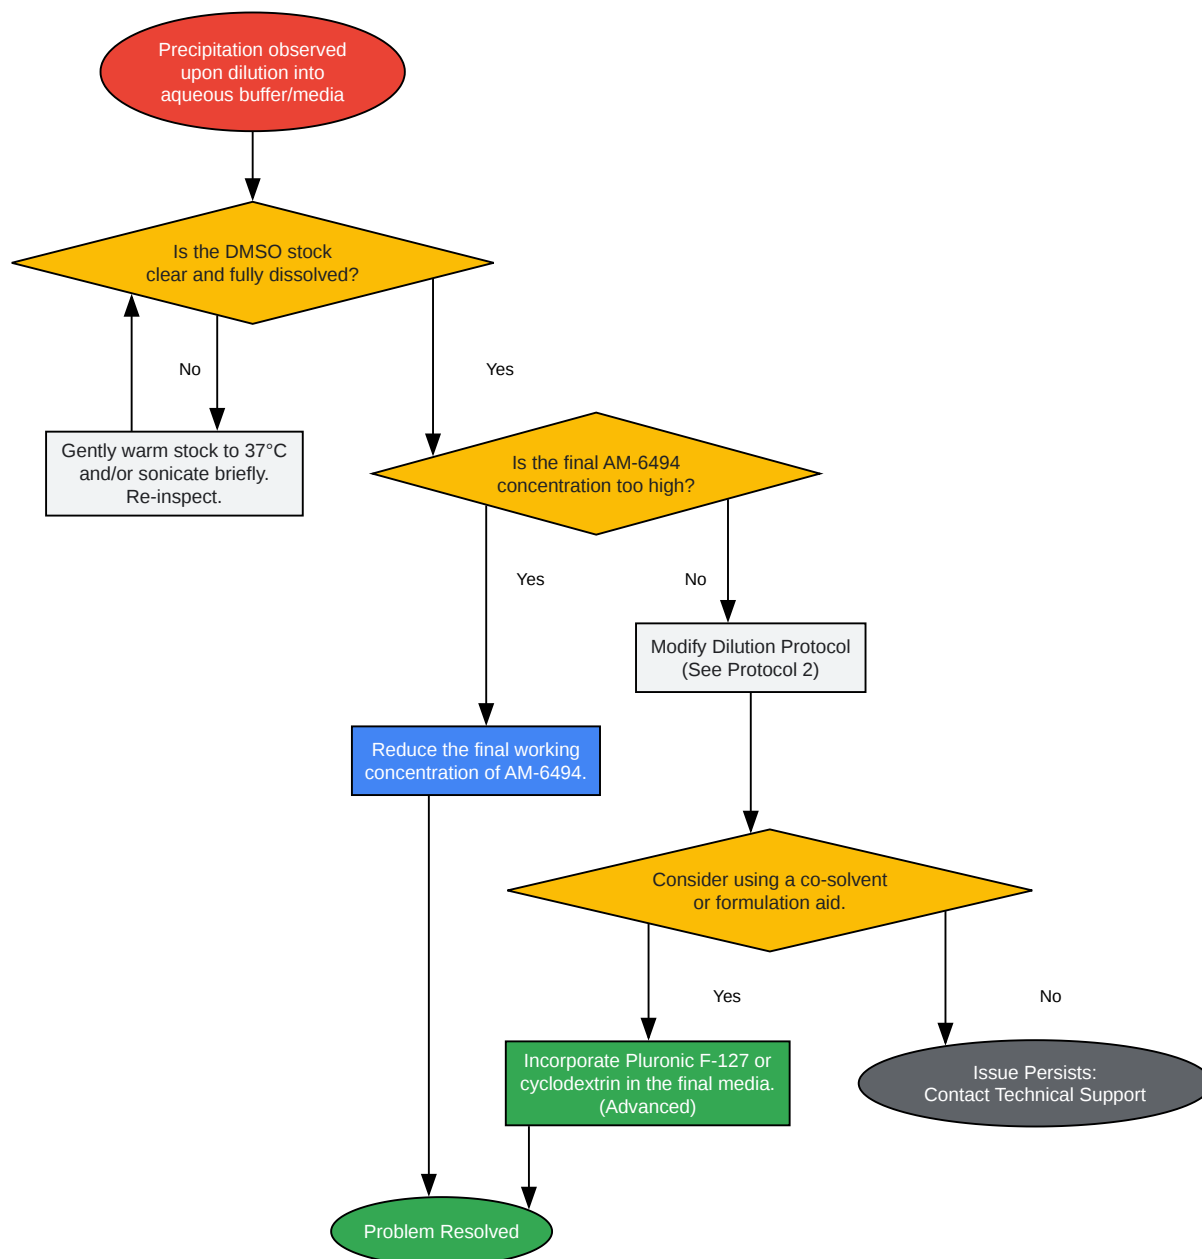 Precipitation observed
upon dilution into
aqueous buffer/media
Is the DMSO stock
clear and fully dissolved?
No
Yes
Gently warm stock to 37°C
and/or sonicate briefly.
Re-inspect.
Is the final AM-6494
concentration too high?
Yes
No
Modify Dilution Protocol
(See Protocol 2)
Reduce the final working
concentration of AM-6494.
Consider using a co-solvent
or formulation aid.
Yes
No
Incorporate Pluronic F-127 or
cyclodextrin in the final media.
(Advanced)
Issue Persists:
Contact Technical Support
Problem Resolved